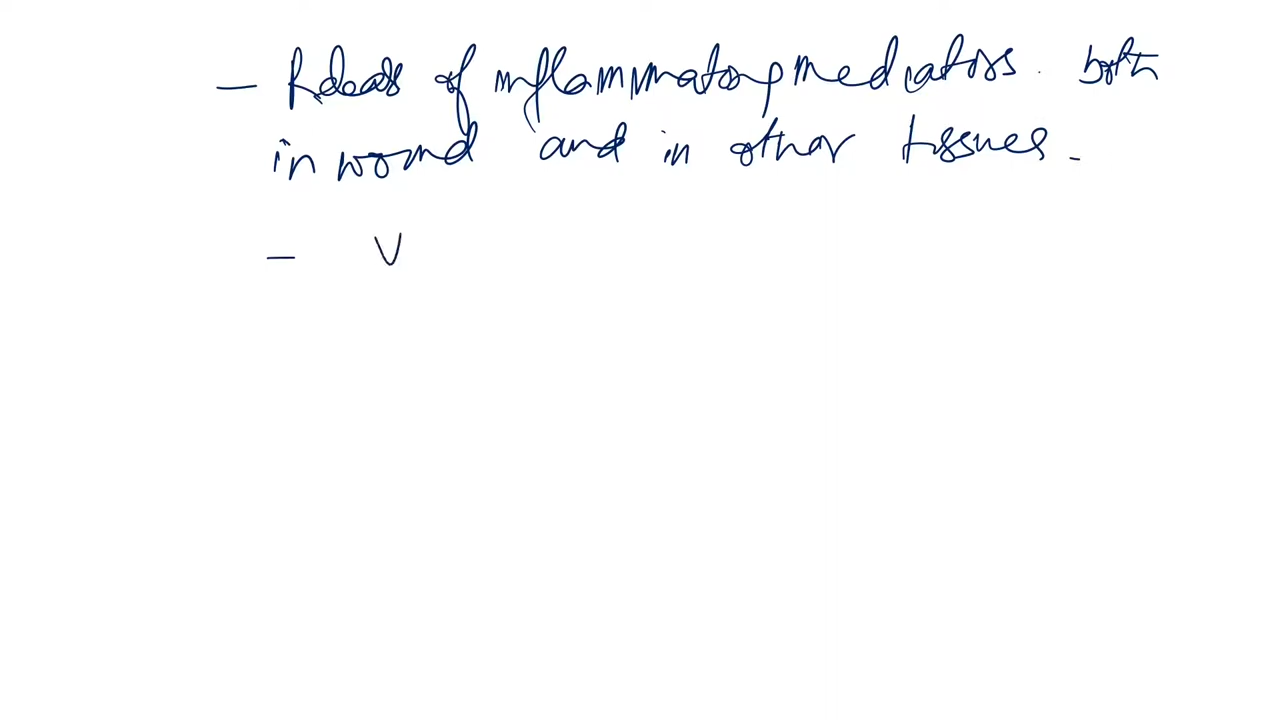 - Release of inflammatory mediators. both
in wound and in other tissues.
- V